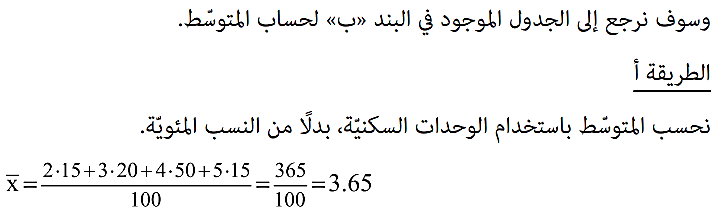 وسوف نرجع إلى الجدول الموجود في البند «ب» لحساب المتوسّط.
الطريقة أ
نحسب المتوسّط باستخدام الوحدات السكنيّة، بدلًا من النسب المئويّة.
x̄ = (2·15+3·20+4·50+5·15)/100 = 365/100 = 3.65